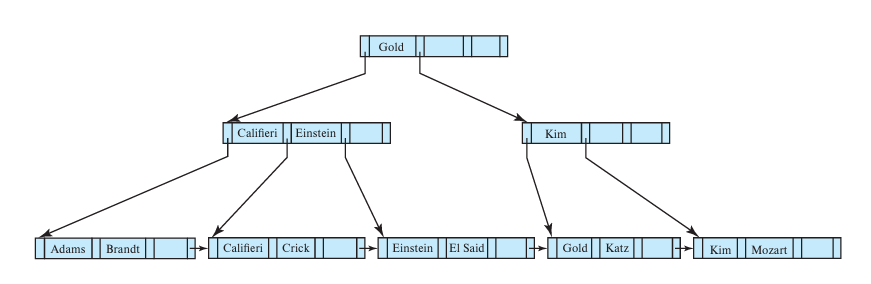 Gold
Califieri Einstein
Kim
Adams Brandt
Califieri Crick
Einstein El Said
Gold Katz
Kim Mozart